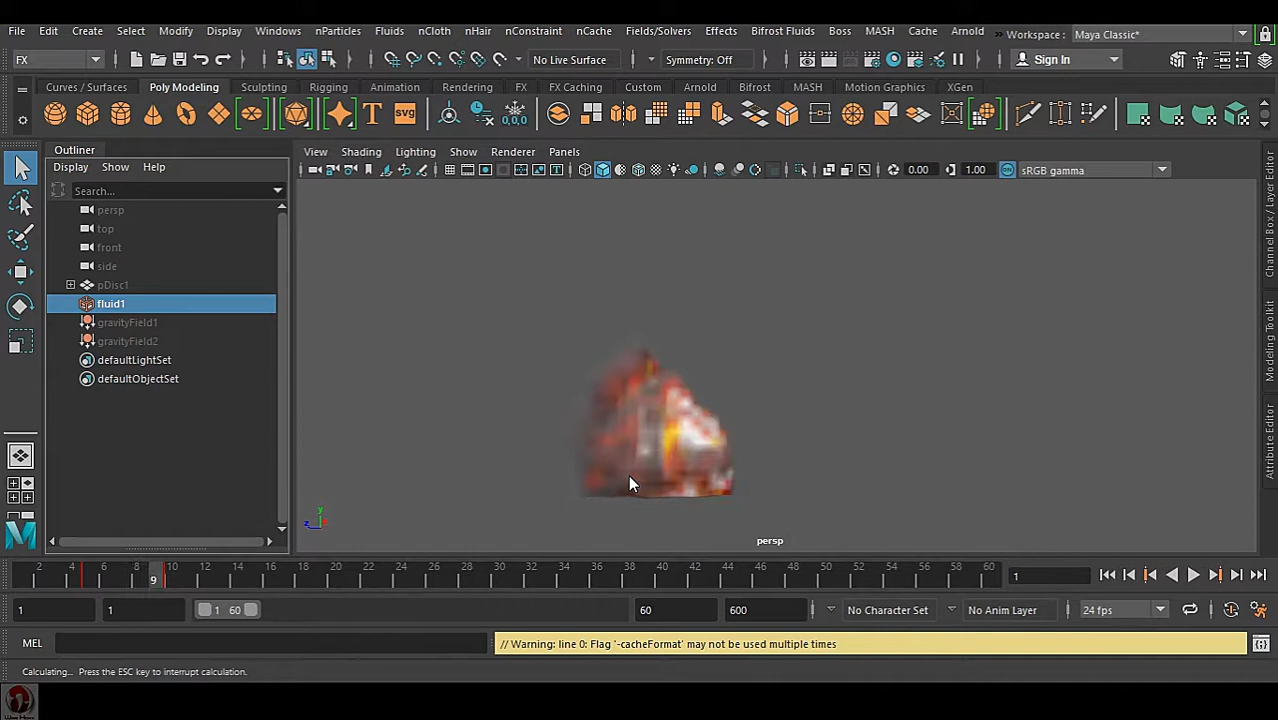 File Edit Create Select Modify Display Windows nParticles Fluids nCloth nHair nConstraint nCache Fields/Solvers Effects Bifrost Fluids Boss MASH Cache Arnold Workspace : Maya Classic*
FX No Live Surface Symmetry: Off Sign In
Curves / Surfaces Poly Modeling Sculpting Rigging Animation Rendering FX FX Caching Custom Arnold Bifrost MASH Motion Graphics XGen
T SVG 0,0,0
Outliner
Display Show Help
View Shading Lighting Show Renderer Panels
0.00 1.00 sRGB gamma
Search...
persp
top
front
side
pDisc1
fluid1
gravityField1
gravityField2
defaultLightSet
defaultObjectSet
Channel Box / Layer Editor
Modeling Toolkit
Attribute Editor
y
z
persp
2 4 6 8 10 12 14 16 18 20 22 24 26 28 30 32 34 36 38 40 42 44 46 48 50 52 54 56 58 60
9
1
1 1 1 60 60 600 No Character Set No Anim Layer 24 fps
MEL // Warning: line 0: Flag '-cacheFormat' may not be used multiple times
Calculating... Press the ESC key to interrupt calculation.